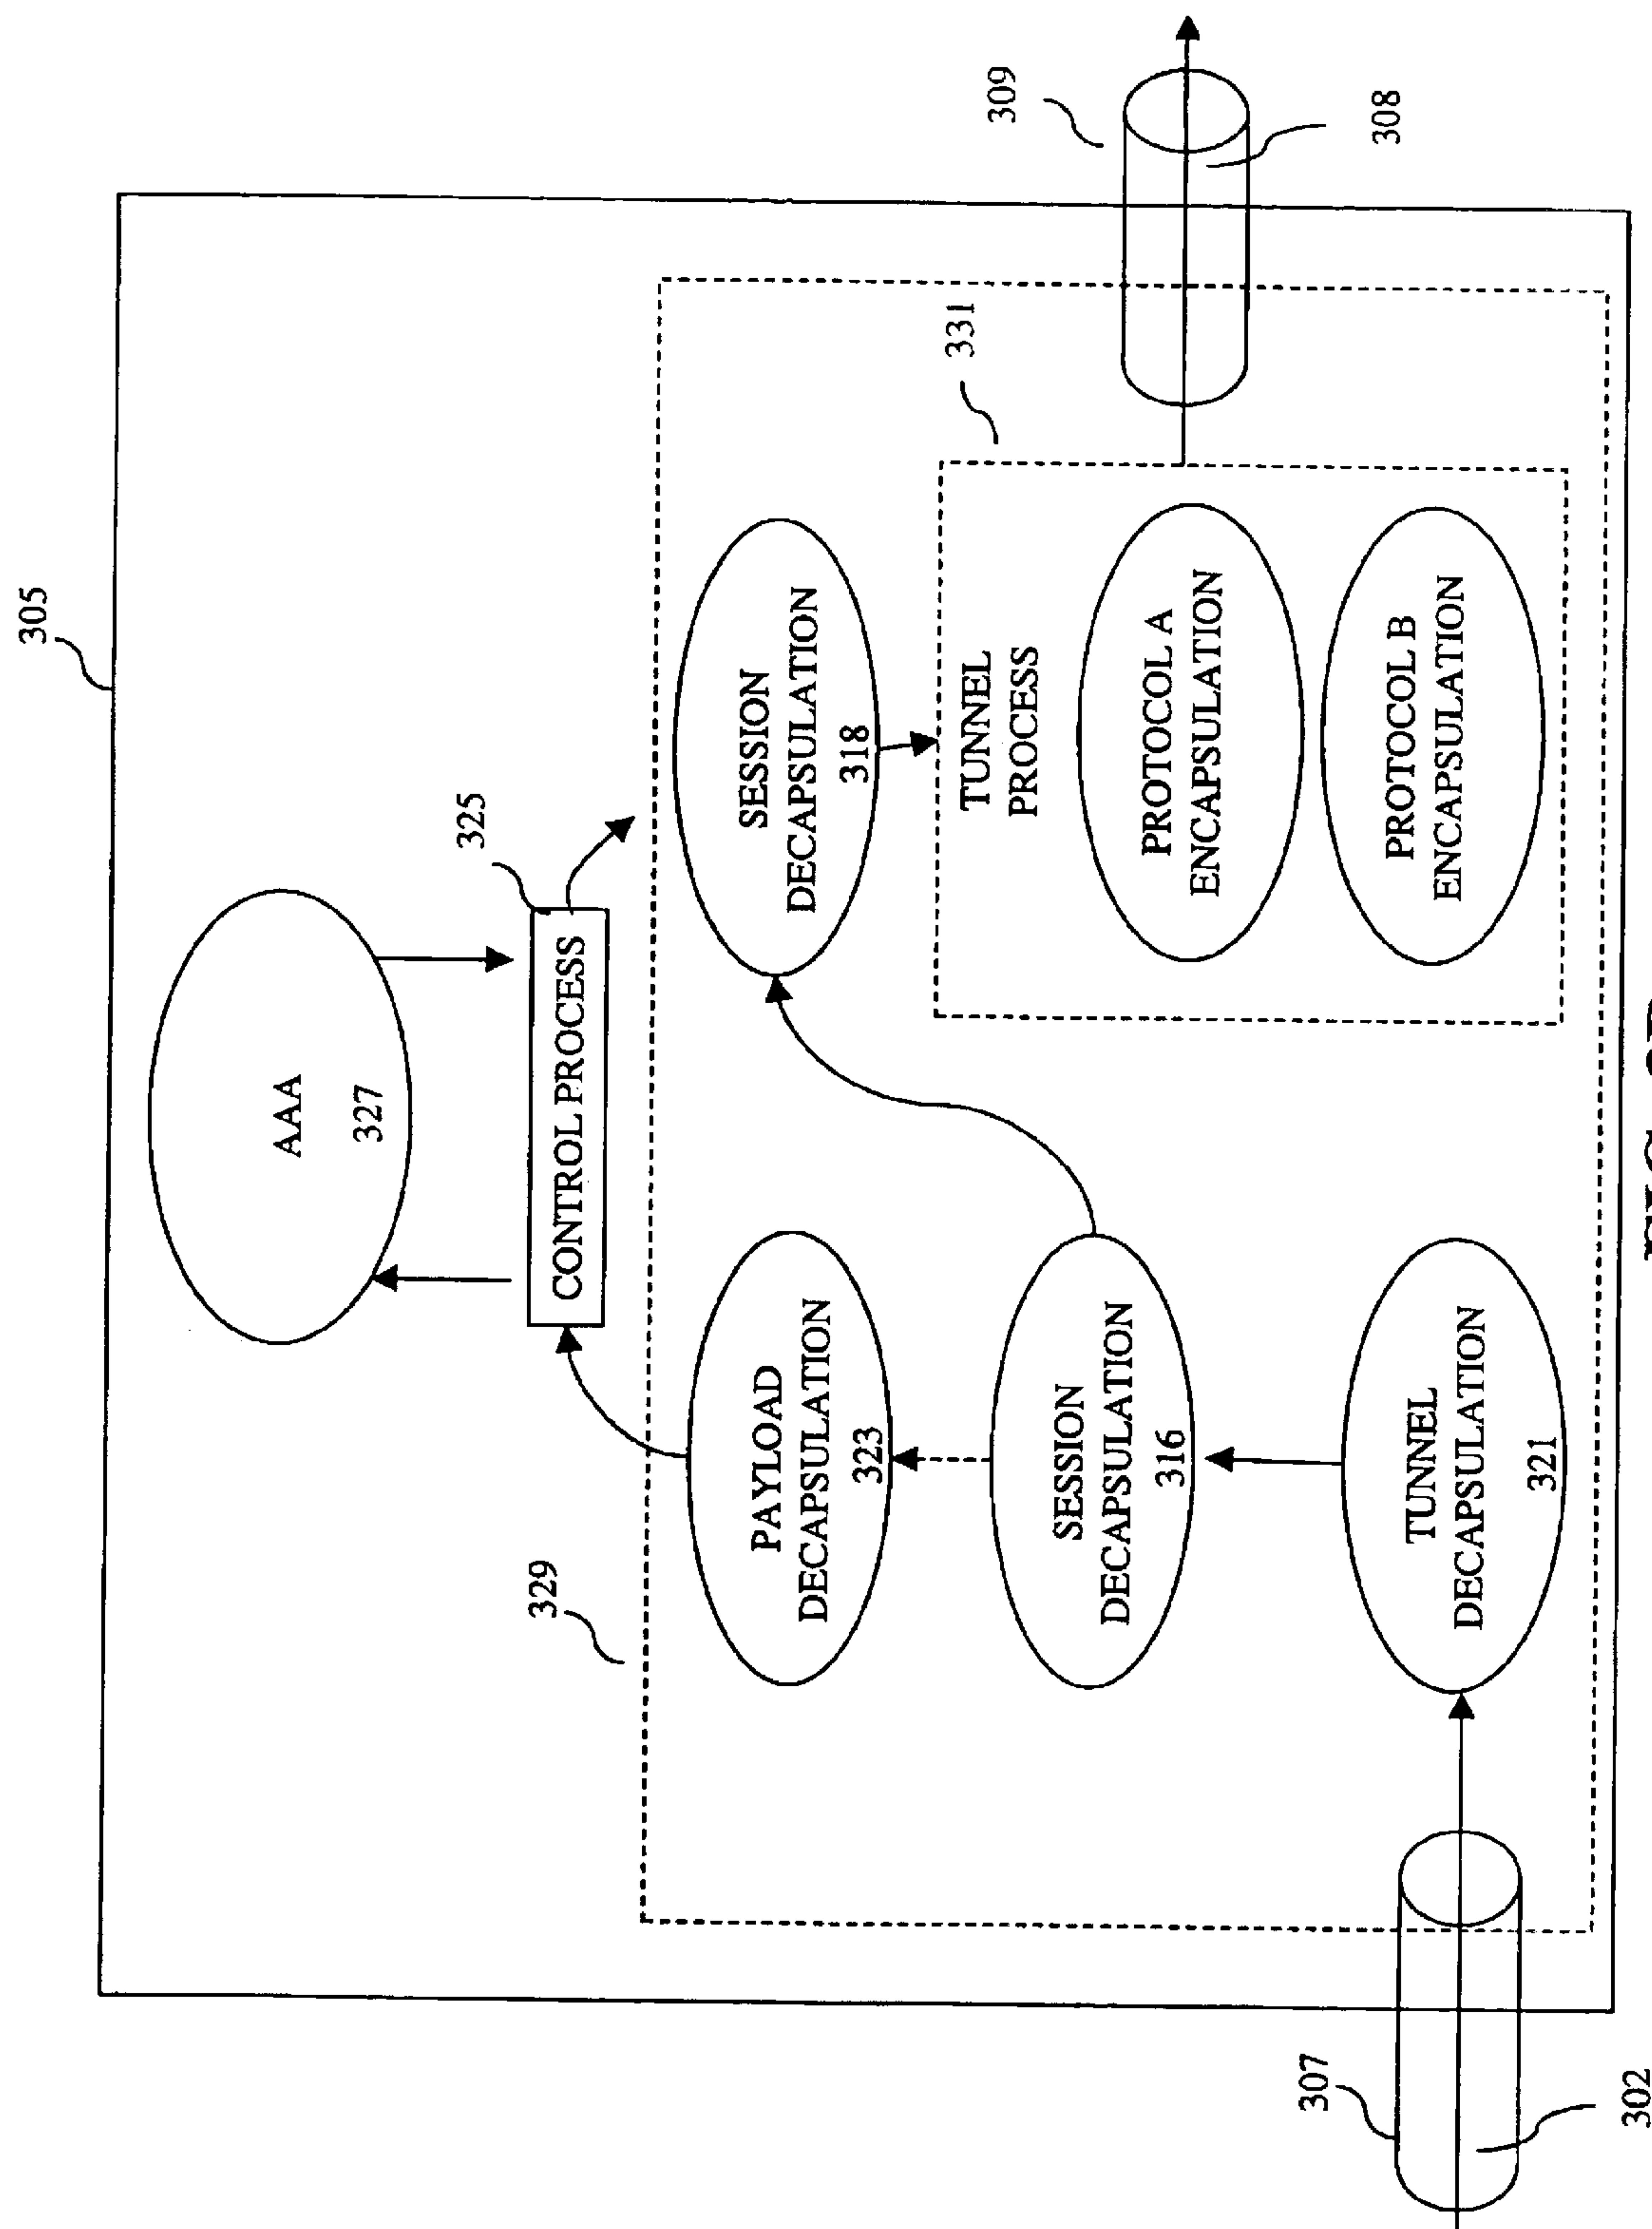 305
AAA
327
325
CONTROL PROCESS
329
PAYLOAD
DECAPSULATION
323
SESSION
DECAPSULATION
318
SESSION
DECAPSULATION
316
TUNNEL
DECAPSULATION
321
331
TUNNEL
PROCESS
PROTOCOL A
ENCAPSULATION
PROTOCOL B
ENCAPSULATION
309
308
307
302